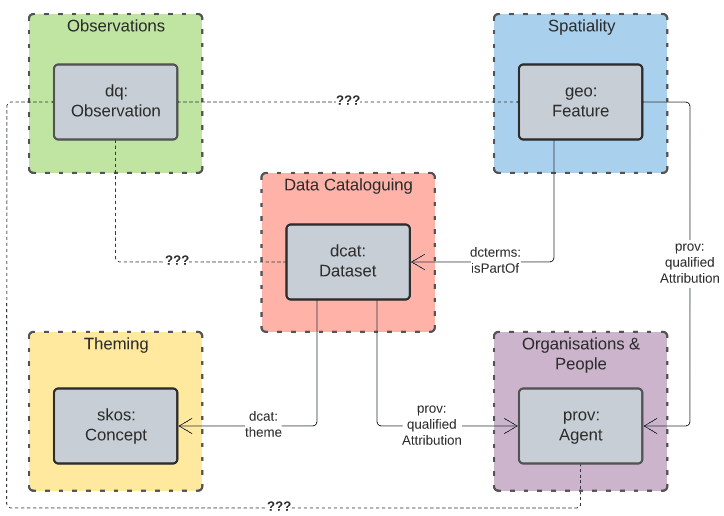 Observations
Spatiality
dq:
Observation
???
geo:
Feature
Data Cataloguing
dcat:
Dataset
???
dcterms:
isPartOf
prov:
qualified
Attribution
Theming
Organisations &
People
skos:
Concept
dcat:
theme
prov:
qualified
Attribution
prov:
Agent
???